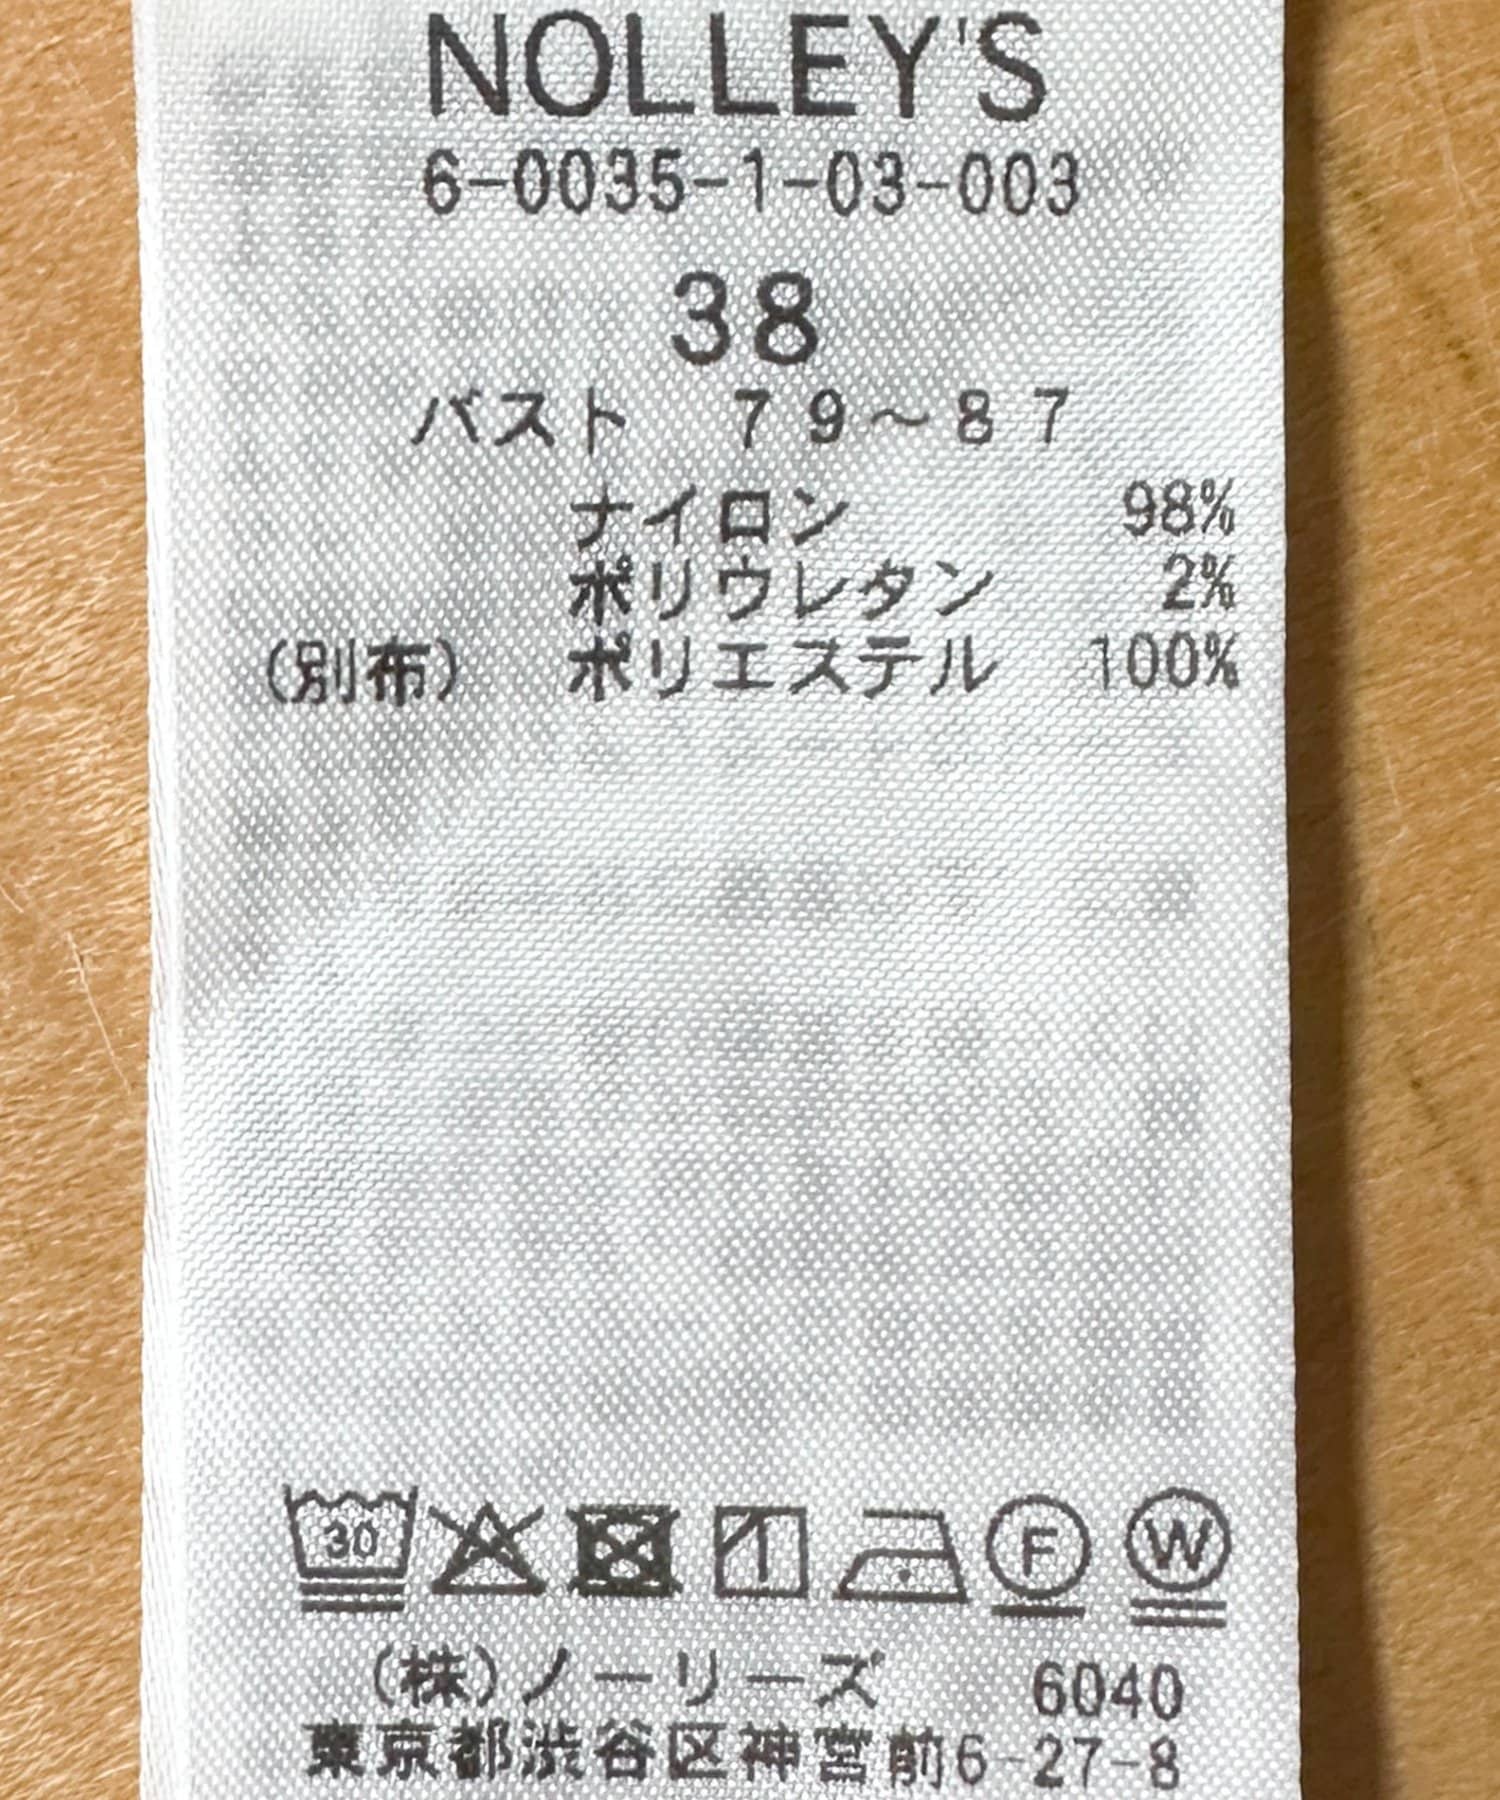 NOLLEY'S
6-0035-1-03-003
38
バスト 79～87
ナイロン 98%
ポリウレタン 2%
(別布) ポリエステル 100%
30 1 F W
(株)ノーリーズ 6040
東京都渋谷区神宮前6-27-8